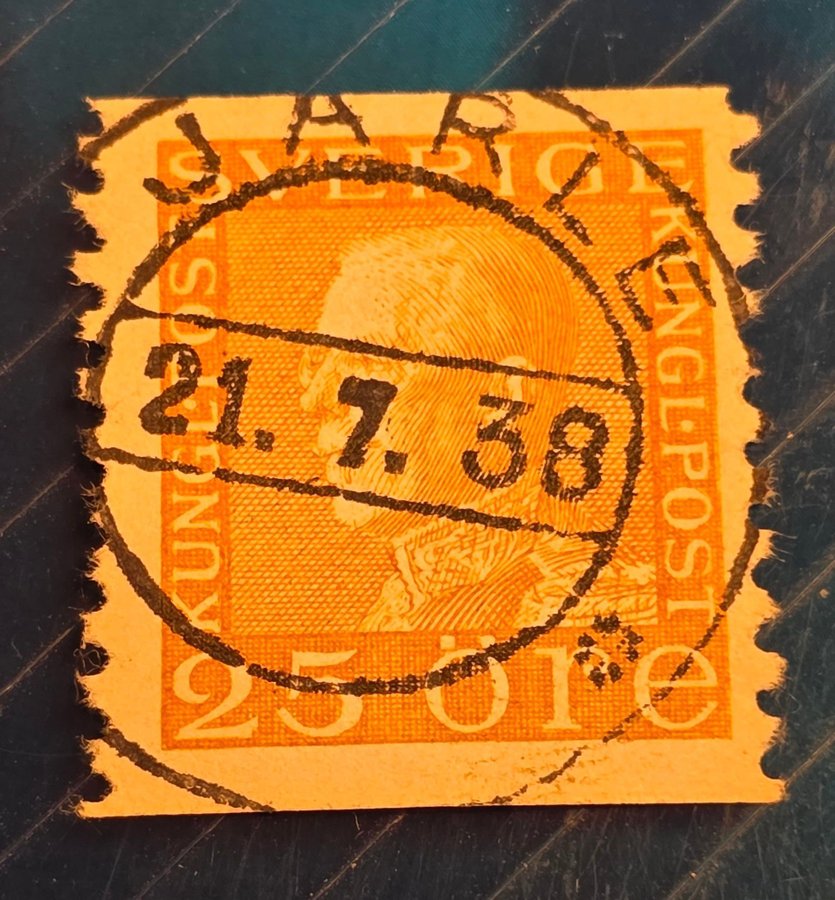 JÄRLE
SVERIGE
KUNGL·POST
KUNGL·POST
21. 7. 38
25 öre